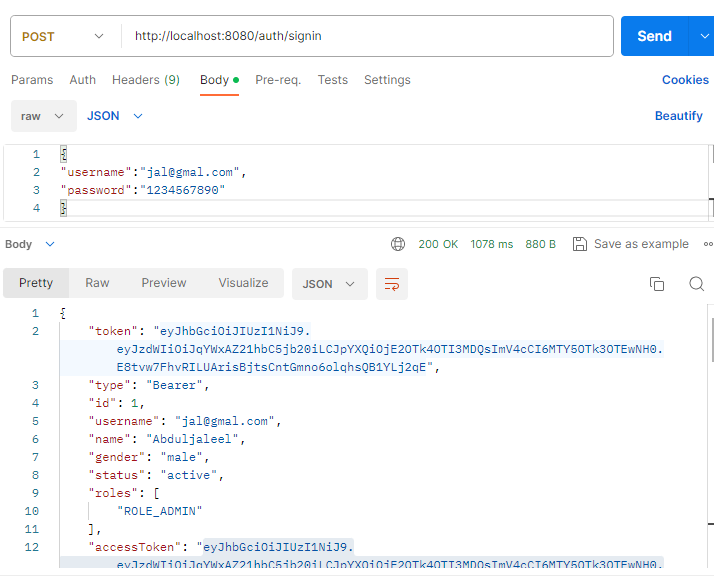 POST http://localhost:8080/auth/signin Send
Params Auth Headers (9) Body Pre-req. Tests Settings Cookies
raw JSON Beautify
1 {
2 "username":"jal@gmal.com",
3 "password":"1234567890"
4 }
Body 200 OK 1078 ms 880 B Save as example
Pretty Raw Preview Visualize JSON
1 {
2 "token": "eyJhbGciOiJIUzI1NiJ9.
eyJzdWIiOiJqYWxAZ21hbC5jb20iLCJpYXQiOjE2OTk4OTI3MDQsImV4cCI6MTY5OTk3OTEwNH0.
E8tvw7FhvRILUArisBjtsCntGmno6olqhsQB1YLj2qE",
3 "type": "Bearer",
4 "id": 1,
5 "username": "jal@gmal.com",
6 "name": "Abduljaleel",
7 "gender": "male",
8 "status": "active",
9 "roles": [
10 "ROLE_ADMIN"
11 ],
12 "accessToken": "eyJhbGciOiJIUzI1NiJ9.
eyJzdWIiOiJqYWxAZ21hbC5jb20iLCJpYXQiOjE2OTk4OTI3MDQsImV4cCI6MTY5OTk3OTEwNH0.